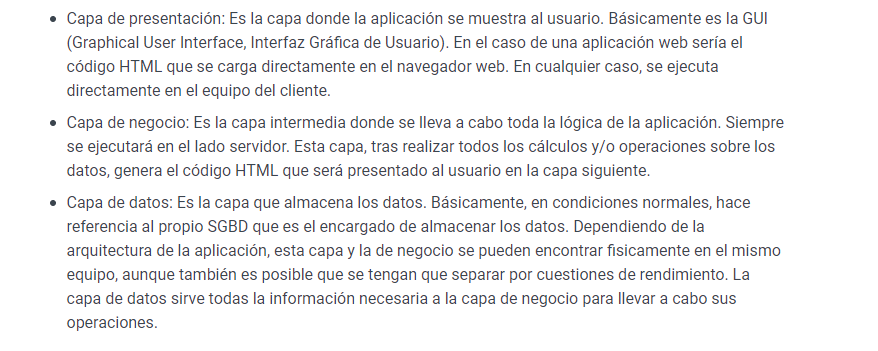 • Capa de presentación: Es la capa donde la aplicación se muestra al usuario. Básicamente es la GUI
(Graphical User Interface, Interfaz Gráfica de Usuario). En el caso de una aplicación web sería el
código HTML que se carga directamente en el navegador web. En cualquier caso, se ejecuta
directamente en el equipo del cliente.
• Capa de negocio: Es la capa intermedia donde se lleva a cabo toda la lógica de la aplicación. Siempre
se ejecutará en el lado servidor. Esta capa, tras realizar todos los cálculos y/o operaciones sobre los
datos, genera el código HTML que será presentado al usuario en la capa siguiente.
• Capa de datos: Es la capa que almacena los datos. Básicamente, en condiciones normales, hace
referencia al propio SGBD que es el encargado de almacenar los datos. Dependiendo de la
arquitectura de la aplicación, esta capa y la de negocio se pueden encontrar fisicamente en el mismo
equipo, aunque también es posible que se tengan que separar por cuestiones de rendimiento. La
capa de datos sirve todas la información necesaria a la capa de negocio para llevar a cabo sus
operaciones.